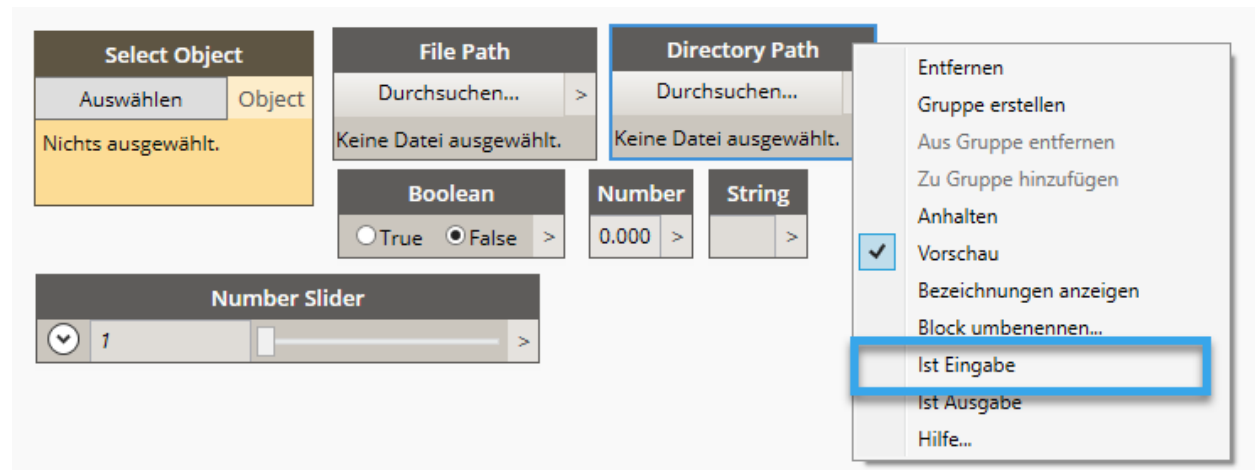 Select Object
Auswählen Object
Nichts ausgewählt.
File Path
Durchsuchen... >
Keine Datei ausgewählt.
Directory Path
Durchsuchen...
Keine Datei ausgewählt.
Boolean
True False >
Number
0.000 >
String
>
Number Slider
1 >
Entfernen
Gruppe erstellen
Aus Gruppe entfernen
Zu Gruppe hinzufügen
Anhalten
Vorschau
Bezeichnungen anzeigen
Block umbenennen...
Ist Eingabe
Ist Ausgabe
Hilfe...